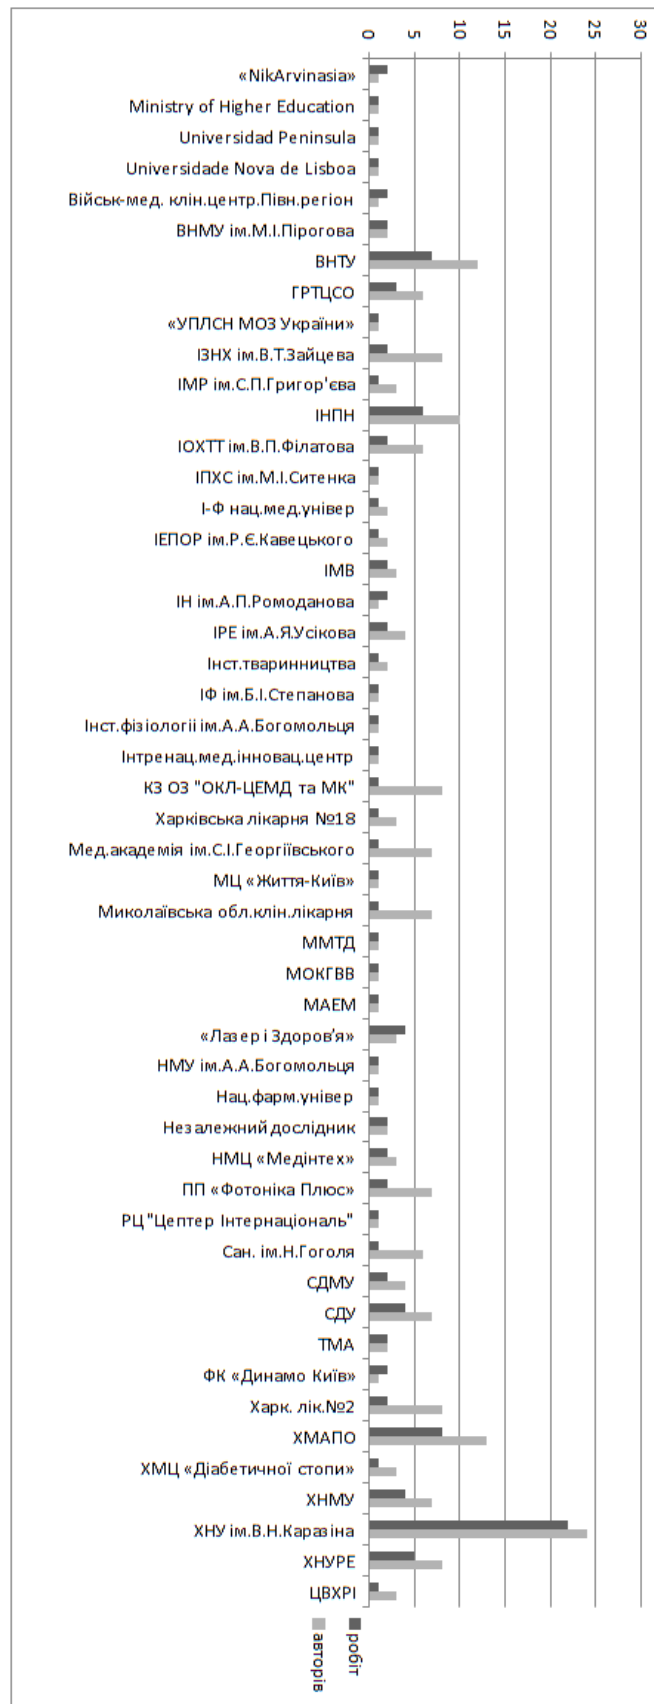 0 5 10 15 20 25 30
«NikArvinasia»
Ministry of Higher Education
Universidad Peninsula
Universidade Nova de Lisboa
Військ-мед. клін.центр.Півн.регіон
ВНМУ ім.М.І.Пірогова
ВНТУ
ГРТЦСО
«УПЛСН МОЗ України»
ІЗНХ ім.В.Т.Зайцева
ІМР ім.С.П.Григор'єва
ІНПН
ІОХТТ ім.В.П.Філатова
ІПХС ім.М.І.Ситенка
І-Ф нац.мед.універ
ІЕПОР ім.Р.Є.Кавецького
ІМВ
ІН ім.А.П.Ромоданова
ІРЕ ім.А.Я.Усікова
Інст.тваринництва
ІФ ім.Б.І.Степанова
Інст.фізіології ім.А.А.Богомольця
Інтренац.мед.інновац.центр
КЗ ОЗ "ОКЛ-ЦЕМД та МК"
Харківська лікарня №18
Мед.академія ім.С.І.Георгіївського
МЦ «Життя-Київ»
Миколаївська обл.клін.лікарня
ММТД
МОКГВВ
МАЕМ
«Лазер і Здоров'я»
НМУ ім.А.А.Богомольця
Нац.фарм.універ
Незалежний дослідник
НМЦ «Медінтех»
ПП «Фотоніка Плюс»
РЦ "Цептер Інтернаціональ"
Сан. ім.Н.Гоголя
СДМУ
СДУ
ТМА
ФК «Динамо Київ»
Харк. лік.№2
ХМАПО
ХМЦ «Діабетичної стопи»
ХНМУ
ХНУ ім.В.Н.Каразіна
ХНУРЕ
ЦВХРІ
робіт
авторів